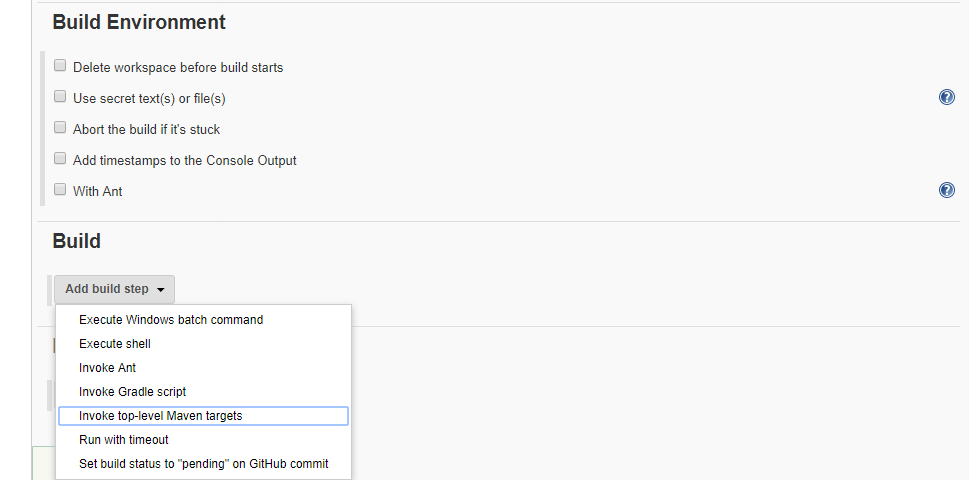 Build Environment
Delete workspace before build starts
Use secret text(s) or file(s)
Abort the build if it's stuck
Add timestamps to the Console Output
With Ant
Build
Add build step
Execute Windows batch command
Execute shell
Invoke Ant
Invoke Gradle script
Invoke top-level Maven targets
Run with timeout
Set build status to "pending" on GitHub commit